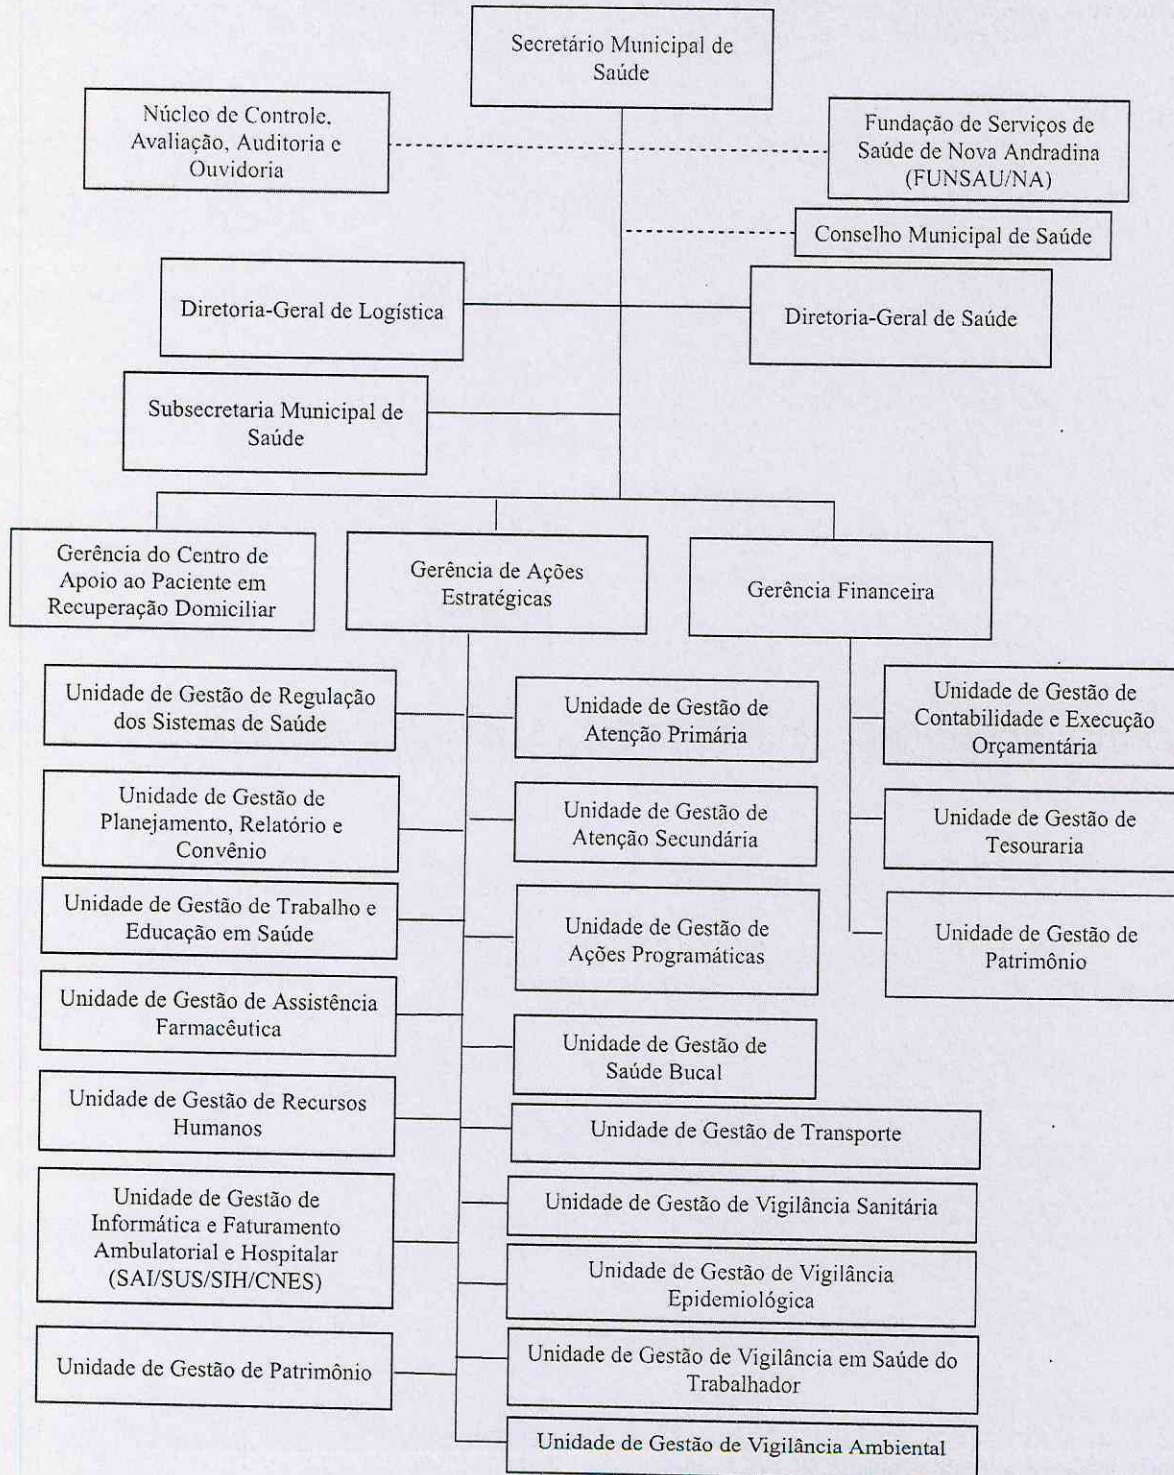 Secretário Municipal de
Saúde
Núcleo de Controle,
Avaliação, Auditoria e
Ouvidoria
Fundação de Serviços de
Saúde de Nova Andradina
(FUNSAU/NA)
Conselho Municipal de Saúde
Diretoria-Geral de Logística
Diretoria-Geral de Saúde
Subsecretaria Municipal de
Saúde
Gerência do Centro de
Apoio ao Paciente em
Recuperação Domiciliar
Gerência de Ações
Estratégicas
Gerência Financeira
Unidade de Gestão de Regulação
dos Sistemas de Saúde
Unidade de Gestão de
Atenção Primária
Unidade de Gestão de
Contabilidade e Execução
Orçamentária
Unidade de Gestão de
Planejamento, Relatório e
Convênio
Unidade de Gestão de
Atenção Secundária
Unidade de Gestão de
Tesouraria
Unidade de Gestão de Trabalho e
Educação em Saúde
Unidade de Gestão de
Ações Programáticas
Unidade de Gestão de
Patrimônio
Unidade de Gestão de Assistência
Farmacêutica
Unidade de Gestão de
Saúde Bucal
Unidade de Gestão de Recursos
Humanos
Unidade de Gestão de Transporte
Unidade de Gestão de
Informática e Faturamento
Ambulatorial e Hospitalar
(SAI/SUS/SIH/CNES)
Unidade de Gestão de Vigilância Sanitária
Unidade de Gestão de Vigilância
Epidemiológica
Unidade de Gestão de Patrimônio
Unidade de Gestão de Vigilância em Saúde do
Trabalhador
Unidade de Gestão de Vigilância Ambiental